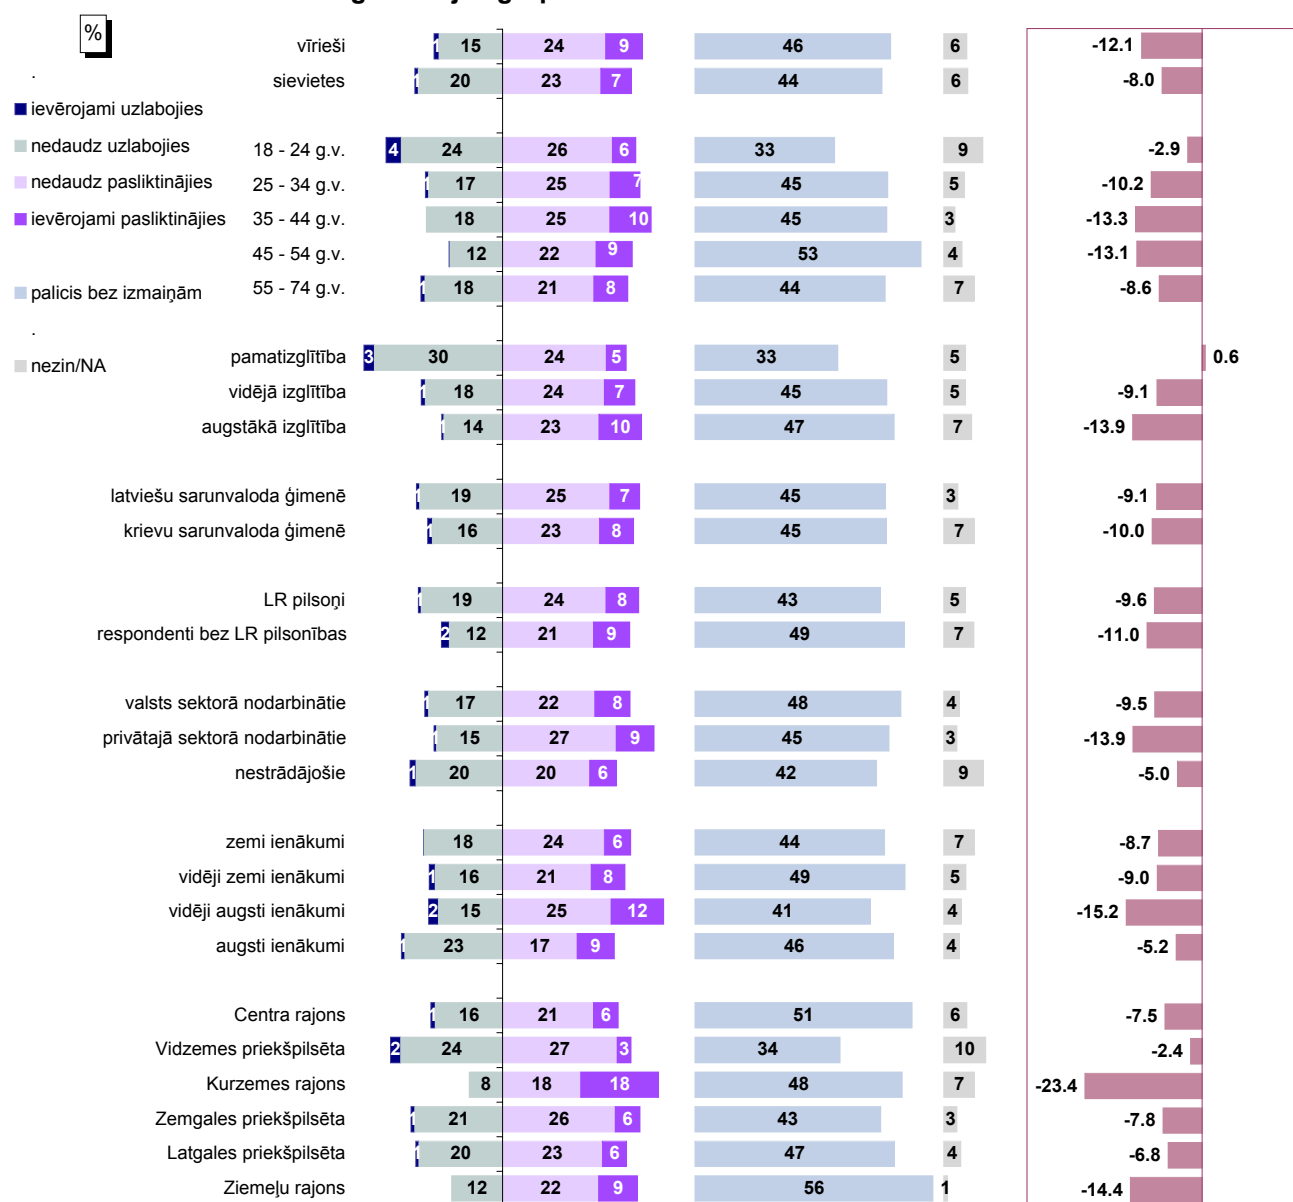 %
vīrieši 1 15 24 9 46 6 -12.1
.
sievietes 1 20 23 7 44 6 -8.0
ievērojami uzlabojies
nedaudz uzlabojies 18 - 24 g.v. 4 24 26 6 33 9 -2.9
nedaudz pasliktinājies 25 - 34 g.v. 1 17 25 7 45 5 -10.2
ievērojami pasliktinājies 35 - 44 g.v. 18 25 10 45 3 -13.3
45 - 54 g.v. 12 22 9 53 4 -13.1
palicis bez izmaiņām 55 - 74 g.v. 1 18 21 8 44 7 -8.6
.
nezin/NA
pamatizglītība 3 30 24 5 33 5 0.6
vidējā izglītība 1 18 24 7 45 5 -9.1
augstākā izglītība 1 14 23 10 47 7 -13.9
latviešu sarunvaloda ģimenē 1 19 25 7 45 3 -9.1
krievu sarunvaloda ģimenē 1 16 23 8 45 7 -10.0
LR pilsoņi 1 19 24 8 43 5 -9.6
respondenti bez LR pilsonības 2 12 21 9 49 7 -11.0
valsts sektorā nodarbinātie 1 17 22 8 48 4 -9.5
privātajā sektorā nodarbinātie 1 15 27 9 45 3 -13.9
nestrādājošie 1 20 20 6 42 9 -5.0
zemi ienākumi 18 24 6 44 7 -8.7
vidēji zemi ienākumi 1 16 21 8 49 5 -9.0
vidēji augsti ienākumi 2 15 25 12 41 4 -15.2
augsti ienākumi 1 23 17 9 46 4 -5.2
Centra rajons 1 16 21 6 51 6 -7.5
Vidzemes priekšpilsēta 2 24 27 3 34 10 -2.4
Kurzemes rajons 8 18 18 48 7 -23.4
Zemgales priekšpilsēta 1 21 26 6 43 3 -7.8
Latgales priekšpilsēta 1 20 23 6 47 4 -6.8
Ziemeļu rajons 12 22 9 56 1 -14.4